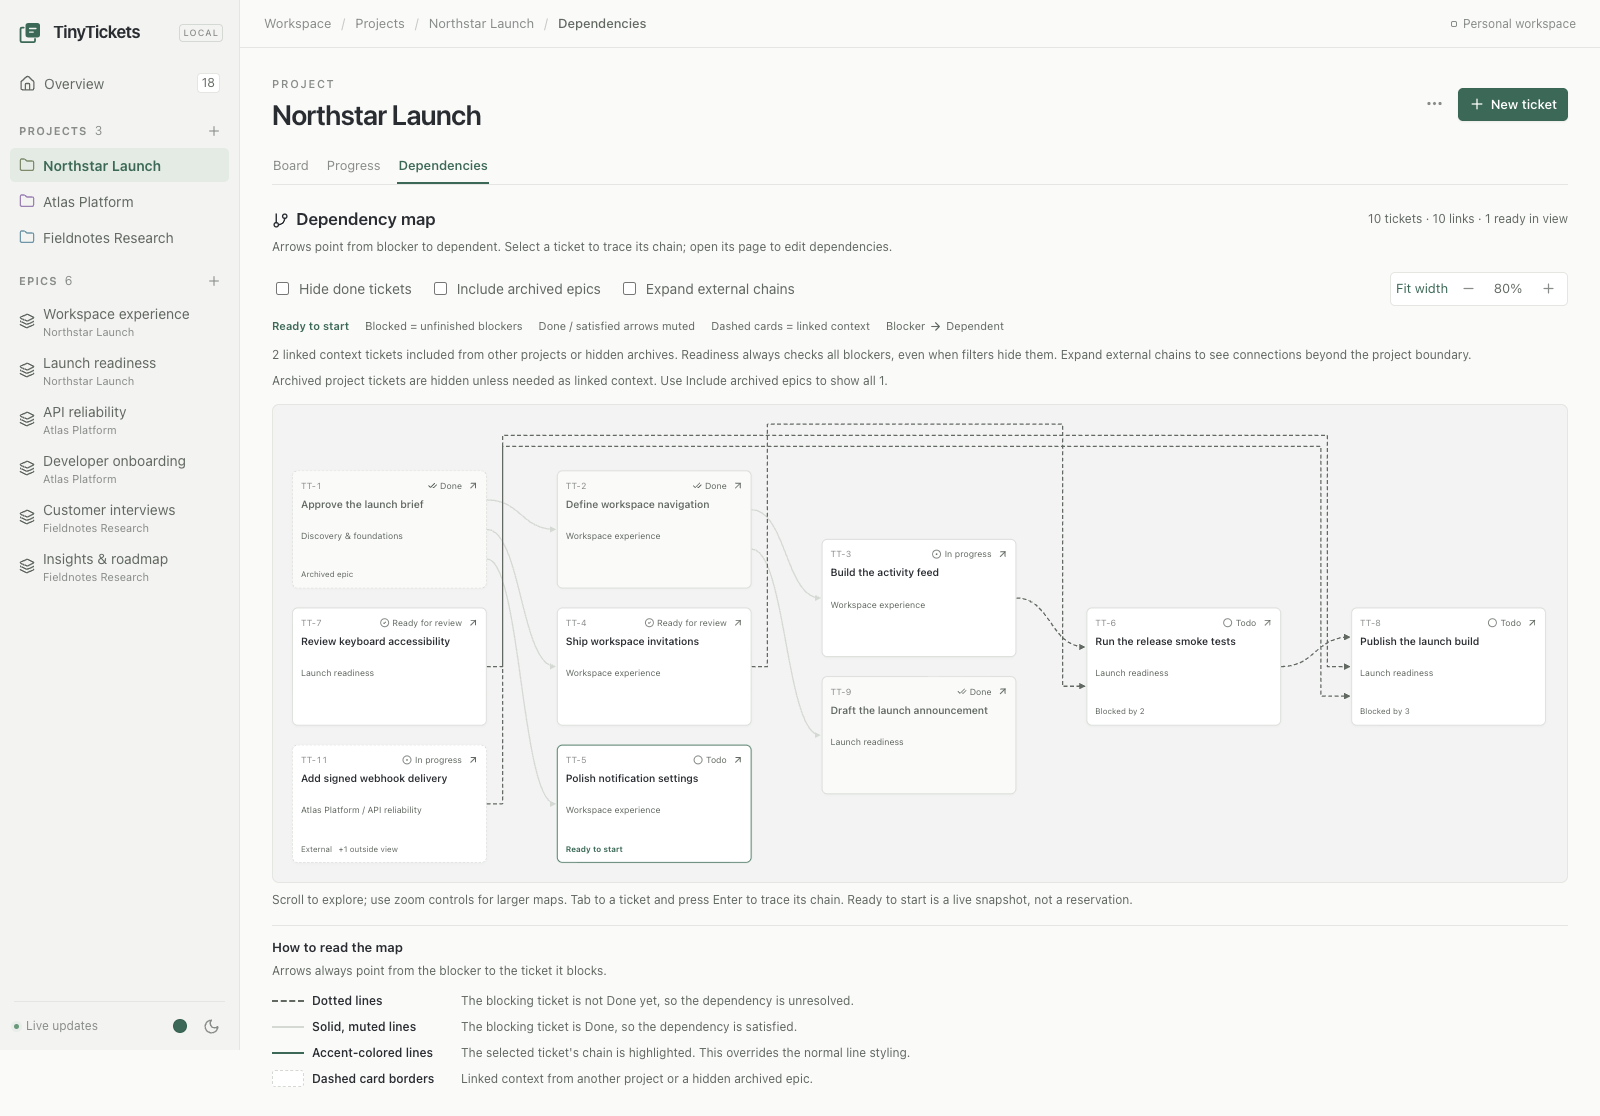 TinyTickets
LOCAL
Overview
18
PROJECTS 3
Northstar Launch
Atlas Platform
Fieldnotes Research
EPICS 6
Workspace experience
Northstar Launch
Launch readiness
Northstar Launch
API reliability
Atlas Platform
Developer onboarding
Atlas Platform
Customer interviews
Fieldnotes Research
Insights & roadmap
Fieldnotes Research
Live updates
Workspace / Projects / Northstar Launch / Dependencies
Personal workspace
PROJECT
Northstar Launch
New ticket
Board Progress Dependencies
Dependency map
10 tickets · 10 links · 1 ready in view
Arrows point from blocker to dependent. Select a ticket to trace its chain; open its page to edit dependencies.
Hide done tickets
Include archived epics
Expand external chains
Fit width — 80% +
Ready to start Blocked = unfinished blockers Done / satisfied arrows muted Dashed cards = linked context Blocker → Dependent
2 linked context tickets included from other projects or hidden archives. Readiness always checks all blockers, even when filters hide them. Expand external chains to see connections beyond the project boundary.
Archived project tickets are hidden unless needed as linked context. Use Include archived epics to show all 1.
TT-1 Done
Approve the launch brief
Discovery & foundations
Archived epic
TT-7 Ready for review
Review keyboard accessibility
Launch readiness
TT-11 In progress
Add signed webhook delivery
Atlas Platform / API reliability
External +1 outside view
TT-2 Done
Define workspace navigation
Workspace experience
TT-4 Ready for review
Ship workspace invitations
Workspace experience
TT-5 Todo
Polish notification settings
Workspace experience
Ready to start
TT-3 In progress
Build the activity feed
Workspace experience
TT-9 Done
Draft the launch announcement
Launch readiness
TT-6 Todo
Run the release smoke tests
Launch readiness
Blocked by 2
TT-8 Todo
Publish the launch build
Launch readiness
Blocked by 3
Scroll to explore; use zoom controls for larger maps. Tab to a ticket and press Enter to trace its chain. Ready to start is a live snapshot, not a reservation.
How to read the map
Arrows always point from the blocker to the ticket it blocks.
Dotted lines The blocking ticket is not Done yet, so the dependency is unresolved.
Solid, muted lines The blocking ticket is Done, so the dependency is satisfied.
Accent-colored lines The selected ticket's chain is highlighted. This overrides the normal line styling.
Dashed card borders Linked context from another project or a hidden archived epic.